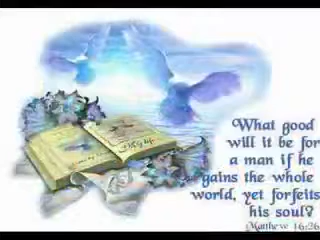 What good
will it be for
a man if he
gains the whole
world, yet forfeits
his soul?
Matthew 16:26